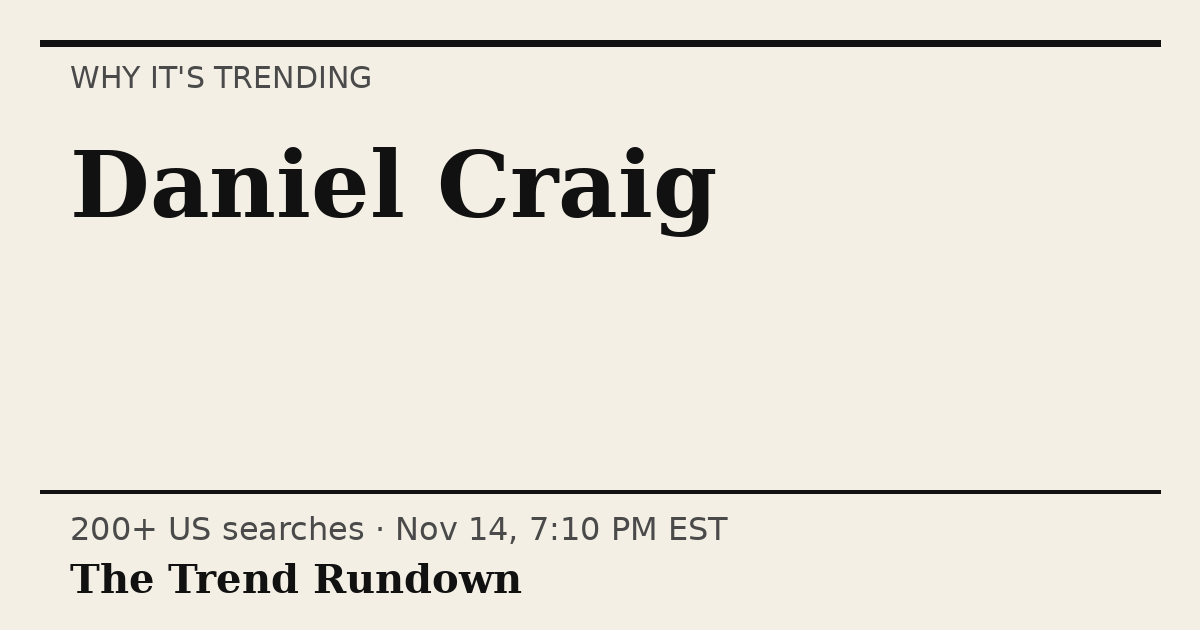 WHY IT'S TRENDING
Daniel Craig
200+ US searches · Nov 14, 7:10 PM EST
The Trend Rundown